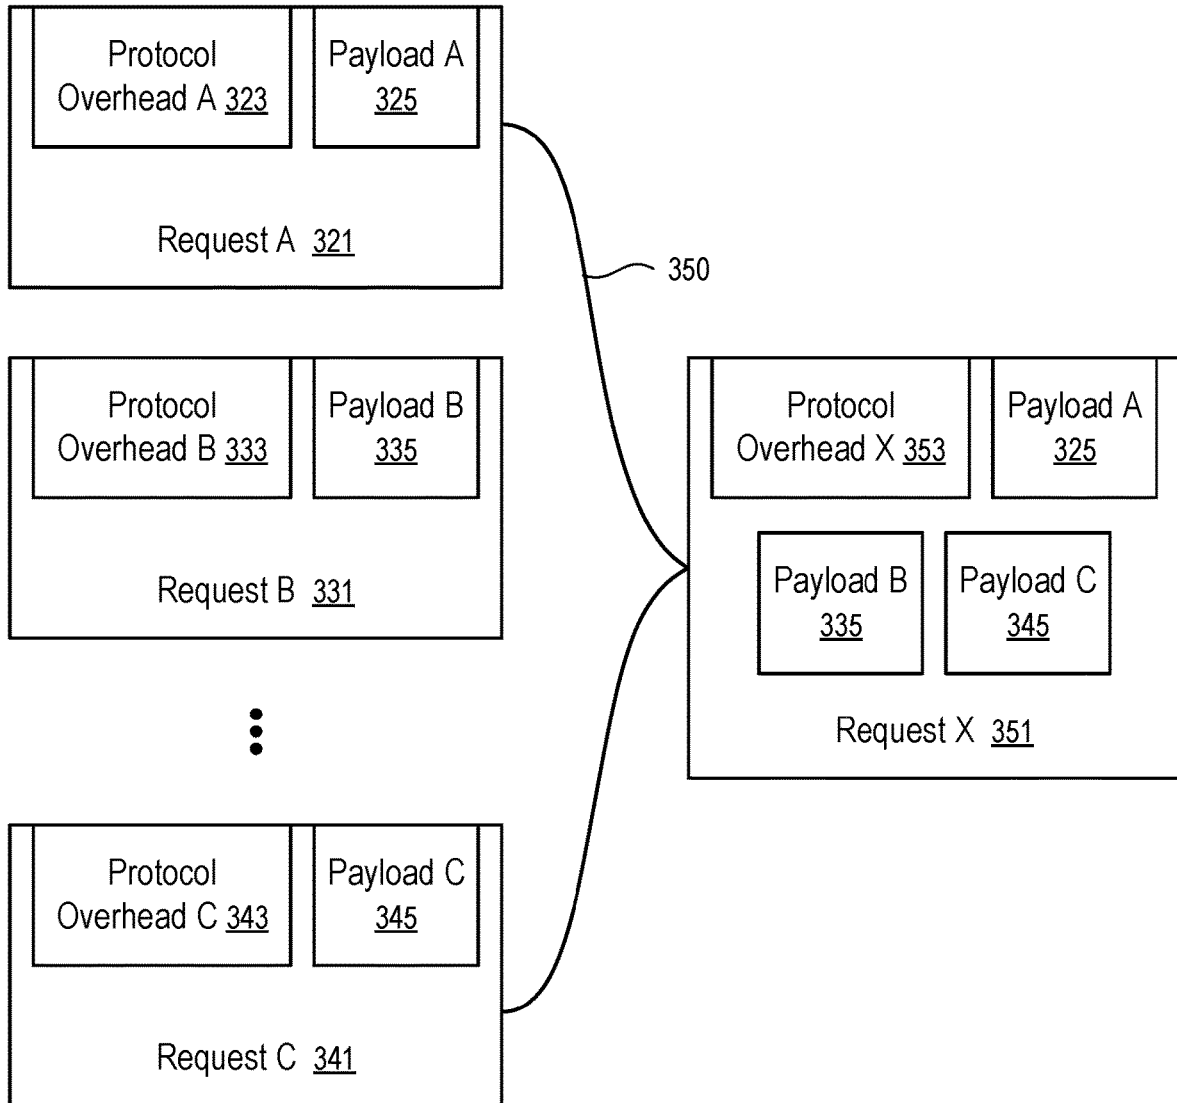 Protocol
Overhead A 323
Payload A
325
Request A 321
350
Protocol
Overhead B 333
Payload B
335
Request B 331
Protocol
Overhead X 353
Payload A
325
Payload B
335
Payload C
345
Request X 351
Protocol
Overhead C 343
Payload C
345
Request C 341